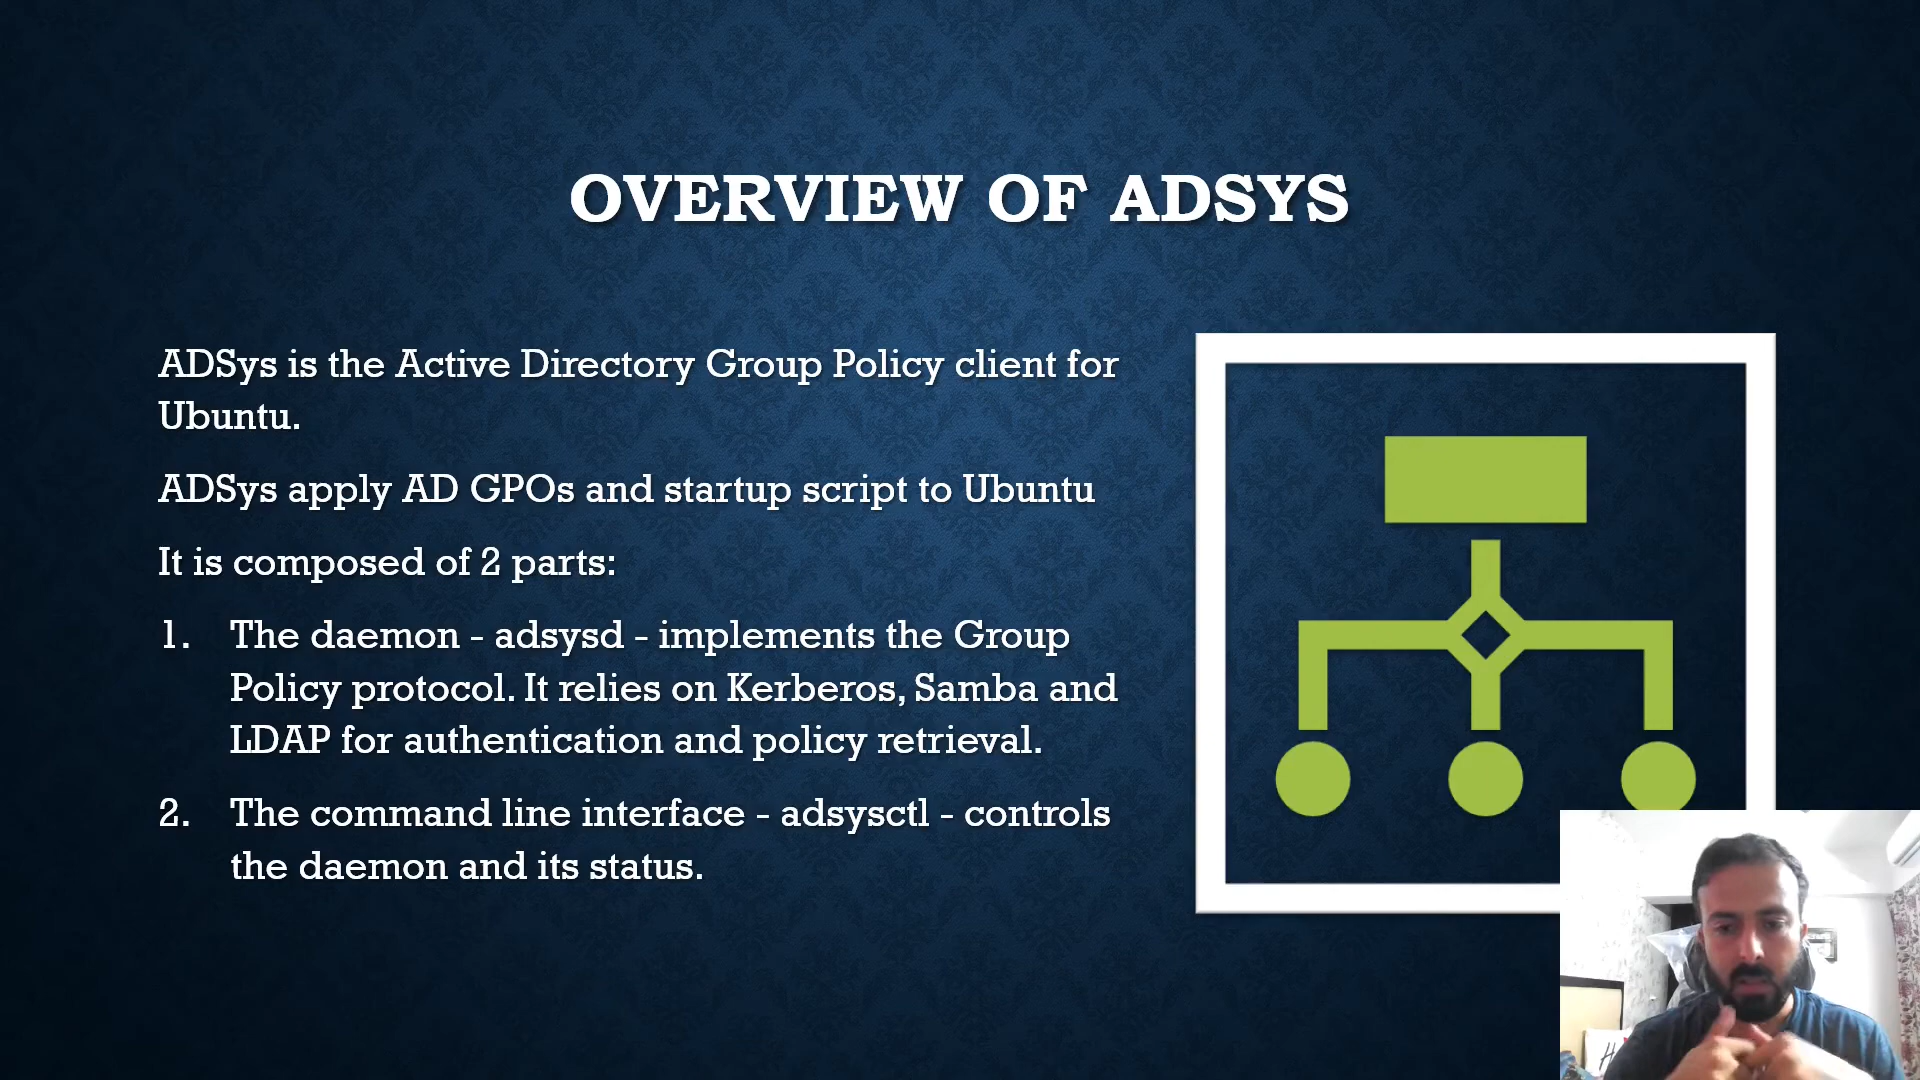 OVERVIEW OF ADSYS
ADSys is the Active Directory Group Policy client for
Ubuntu.
ADSys apply AD GPOs and startup script to Ubuntu
It is composed of 2 parts:
1. The daemon - adsysd - implements the Group
Policy protocol. It relies on Kerberos, Samba and
LDAP for authentication and policy retrieval.
2. The command line interface - adsysctl - controls
the daemon and its status.